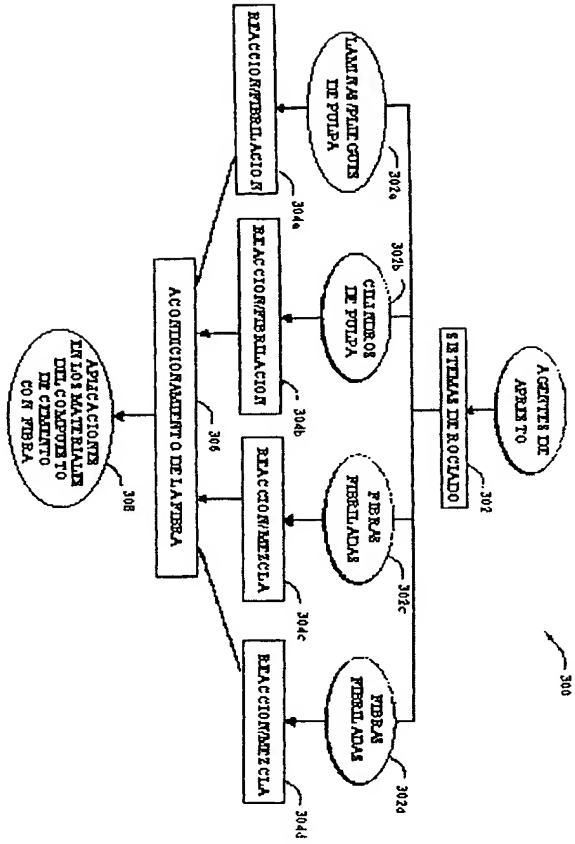 300
AGENTES DE
APRESTO
SISTEMAS DE ROCIADO
302
LAMINAS/PLIEGUES
DE PULPA
302a
CILINDROS
DE PULPA
302b
FIBRAS
FIBRILADAS
302c
FIBRAS
FIBRILADAS
302d
REACCION/FIBRILACION
304a
REACCION/FIBRILACION
304b
REACCION/MEZCLA
304c
REACCION/MEZCLA
304d
ACONDICIONAMIENTO DE LA FIBRA
306
APLICACIONES
EN LOS MATERIALES
DEL COMPUESTO
DE CEMENTO
CON FIBRA
308